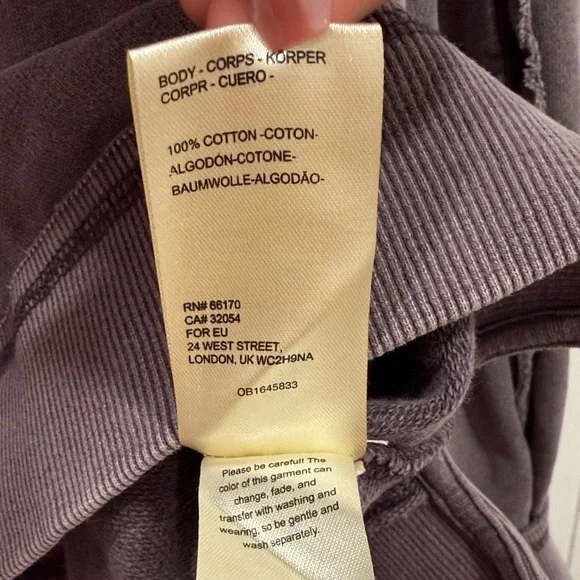 BODY - CORPS - KÖRPER
CORPR - CUERO -
100% COTTON -COTON-
ALGODÓN-COTONE-
BAUMWOLLE-ALGODÃO-
RN# 66170
CA# 32054
FOR EU
24 WEST STREET,
LONDON, UK WC2H9NA
OB1645833
Please be careful! The
color of this garment can
change, fade, and
transfer with washing and
wearing, so be gentle and
wash separately.